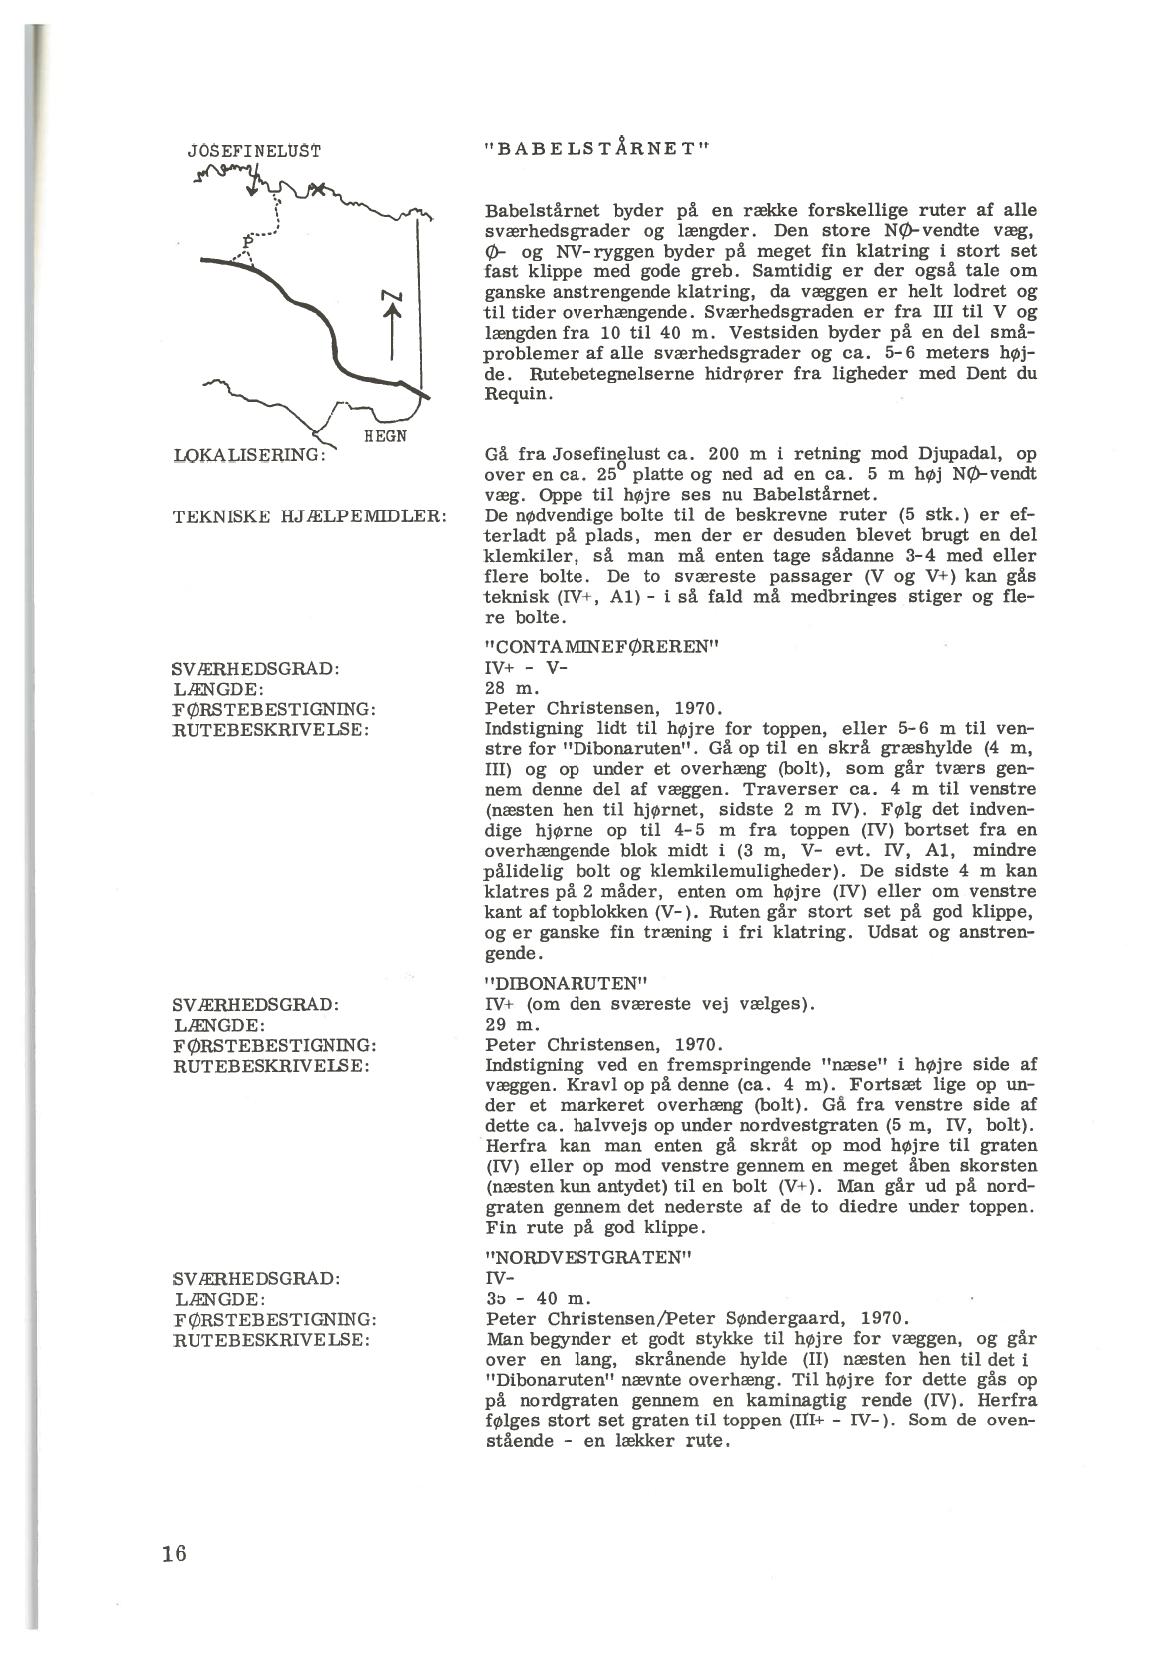 JOSEFINELUST
P
N
HEGN
"BABELSTÅRNET"
Babelstårnet byder på en række forskellige ruter af alle
sværhedsgrader og længder. Den store NØ-vendte væg,
Ø- og NV-ryggen byder på meget fin klatring i stort set
fast klippe med gode greb. Samtidig er der også tale om
ganske anstrengende klatring, da væggen er helt lodret og
til tider overhængende. Sværhedsgraden er fra III til V og
længden fra 10 til 40 m. Vestsiden byder på en del små-
problemer af alle sværhedsgrader og ca. 5-6 meters høj-
de. Rutebetegnelserne hidrører fra ligheder med Dent du
Requin.
LOKALISERING: Gå fra Josefinelust ca. 200 m i retning mod Djupadal, op
over en ca. 25° platte og ned ad en ca. 5 m høj NØ-vendt
væg. Oppe til højre ses nu Babelstårnet.
TEKNISKE HJÆLPEMIDLER: De nødvendige bolte til de beskrevne ruter (5 stk.) er ef-
terladt på plads, men der er desuden blevet brugt en del
klemkiler, så man må enten tage sådanne 3-4 med eller
flere bolte. De to sværeste passager (V og V+) kan gås
teknisk (IV+, A1) - i så fald må medbringes stiger og fle-
re bolte.
"CONTAMINEFØREREN"
SVÆRHEDSGRAD: IV+ - V-
LÆNGDE: 28 m.
FØRSTEBESTIGNING: Peter Christensen, 1970.
RUTEBESKRIVELSE: Indstigning lidt til højre for toppen, eller 5-6 m til ven-
stre for "Dibonaruten". Gå op til en skrå græshylde (4 m,
III) og op under et overhæng (bolt), som går tværs gen-
nem denne del af væggen. Traverser ca. 4 m til venstre
(næsten hen til hjørnet, sidste 2 m IV). Følg det indven-
dige hjørne op til 4-5 m fra toppen (IV) bortset fra en
overhængende blok midt i (3 m, V- evt. IV, A1, mindre
pålidelig bolt og klemkilemuligheder). De sidste 4 m kan
klatres på 2 måder, enten om højre (IV) eller om venstre
kant af topblokken (V-). Ruten går stort set på god klippe,
og er ganske fin træning i fri klatring. Udsat og anstren-
gende.
"DIBONARUTEN"
SVÆRHEDSGRAD: IV+ (om den sværeste vej vælges).
LÆNGDE: 29 m.
FØRSTEBESTIGNING: Peter Christensen, 1970.
RUTEBESKRIVELSE: Indstigning ved en fremspringende "næse" i højre side af
væggen. Kravl op på denne (ca. 4 m). Fortsæt lige op un-
der et markeret overhæng (bolt). Gå fra venstre side af
dette ca. halvvejs op under nordvestgraten (5 m, IV, bolt).
Herfra kan man enten gå skråt op mod højre til graten
(IV) eller op mod venstre gennem en meget åben skorsten
(næsten kun antydet) til en bolt (V+). Man går ud på nord-
graten gennem det nederste af de to diedre under toppen.
Fin rute på god klippe.
"NORDVESTGRATEN"
SVÆRHEDSGRAD: IV-
LÆNGDE: 35 - 40 m.
FØRSTEBESTIGNING: Peter Christensen/Peter Søndergaard, 1970.
RUTEBESKRIVELSE: Man begynder et godt stykke til højre for væggen, og går
over en lang, skrånende hylde (II) næsten hen til det i
"Dibonaruten" nævnte overhæng. Til højre for dette gås op
på nordgraten gennem en kaminagtig rende (IV). Herfra
følges stort set graten til toppen (III+ - IV-). Som de oven-
stående - en lækker rute.
16